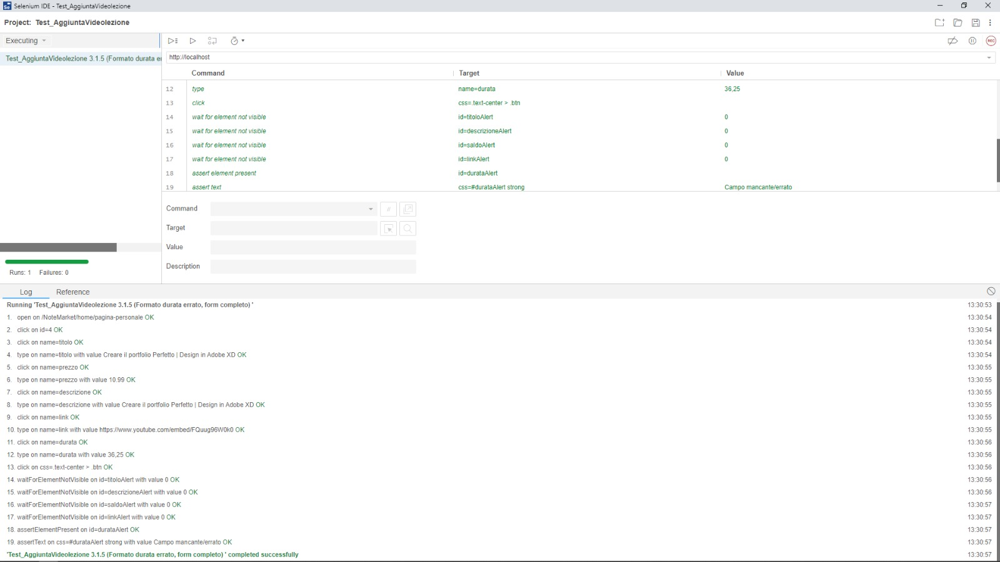 Selenium IDE - Test_AggiuntaVideolezione
Project: Test_AggiuntaVideolezione
Executing
Test_AggiuntaVideolezione 3.1.5 (Formato durata er
REC
http://localhost
Command Target Value
12 type name=durata 36,25
13 click css=.text-center > .btn
14 wait for element not visible id=titoloAlert 0
15 wait for element not visible id=descrizioneAlert 0
16 wait for element not visible id=saldoAlert 0
17 wait for element not visible id=linkAlert 0
18 assert element present id=durataAlert
19 assert text css=#durataAlert strong Campo mancante/errato
Command //
Target
Value
Description
Runs: 1 Failures: 0
Log Reference
Running 'Test_AggiuntaVideolezione 3.1.5 (Formato durata errato, form completo) ' 13:30:53
1. open on /NoteMarket/home/pagina-personale OK 13:30:54
2. click on id=4 OK 13:30:54
3. click on name=titolo OK 13:30:54
4. type on name=titolo with value Creare il portfolio Perfetto | Design in Adobe XD OK 13:30:54
5. click on name=prezzo OK 13:30:55
6. type on name=prezzo with value 10.99 OK 13:30:55
7. click on name=descrizione OK 13:30:55
8. type on name=descrizione with value Creare il portfolio Perfetto | Design in Adobe XD OK 13:30:55
9. click on name=link OK 13:30:55
10. type on name=link with value https://www.youtube.com/embed/FQuug96W0k0 OK 13:30:55
11. click on name=durata OK 13:30:56
12. type on name=durata with value 36,25 OK 13:30:56
13. click on css=.text-center > .btn OK 13:30:56
14. waitForElementNotVisible on id=titoloAlert with value 0 OK 13:30:56
15. waitForElementNotVisible on id=descrizioneAlert with value 0 OK 13:30:56
16. waitForElementNotVisible on id=saldoAlert with value 0 OK 13:30:57
17. waitForElementNotVisible on id=linkAlert with value 0 OK 13:30:57
18. assertElementPresent on id=durataAlert OK 13:30:57
19. assertText on css=#durataAlert strong with value Campo mancante/errato OK 13:30:57
'Test_AggiuntaVideolezione 3.1.5 (Formato durata errato, form completo) ' completed successfully 13:30:57